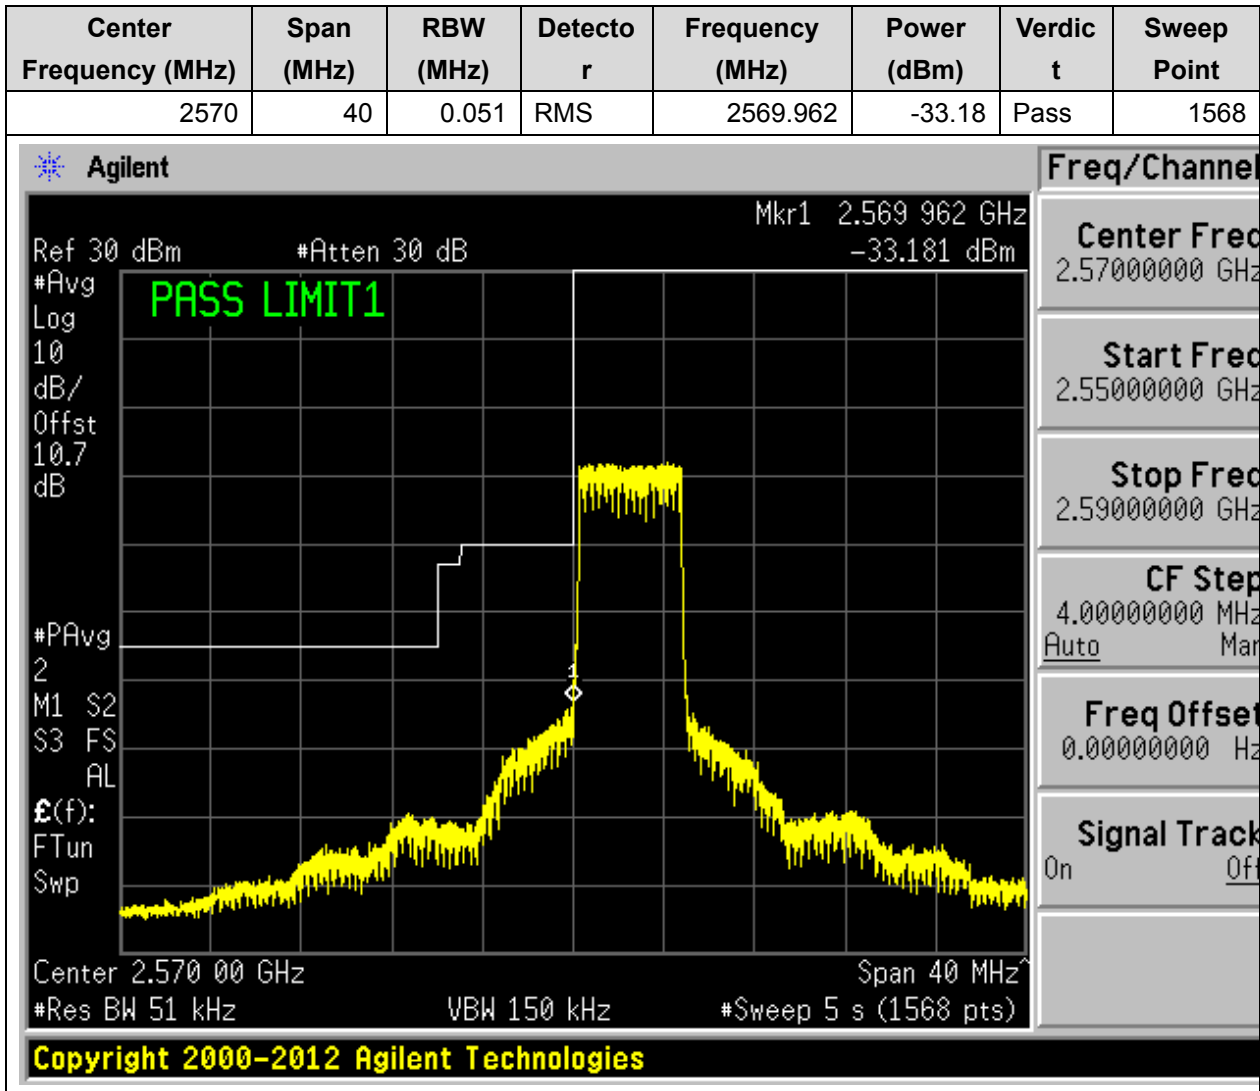 Center Frequency (MHz) Span (MHz) RBW (MHz) Detecto r Frequency (MHz) Power (dBm) Verdic t Sweep Point
2570 40 0.051 RMS 2569.962 -33.18 Pass 1568
Agilent
Freq/Channel
Mkr1 2.569 962 GHz
Ref 30 dBm #Atten 30 dB -33.181 dBm
#Avg
Log
10
dB/
Offst
10.7
dB
PASS LIMIT1
#PAvg
2
M1 S2
S3 FS
AL
£(f):
FTun
Swp
1
Center 2.570 00 GHz Span 40 MHz^
#Res BW 51 kHz VBW 150 kHz #Sweep 5 s (1568 pts)
Copyright 2000-2012 Agilent Technologies
Center Freq
2.57000000 GHz
Start Freq
2.55000000 GHz
Stop Freq
2.59000000 GHz
CF Step
4.00000000 MHz
Auto Man
Freq Offset
0.00000000 Hz
Signal Track
On Off